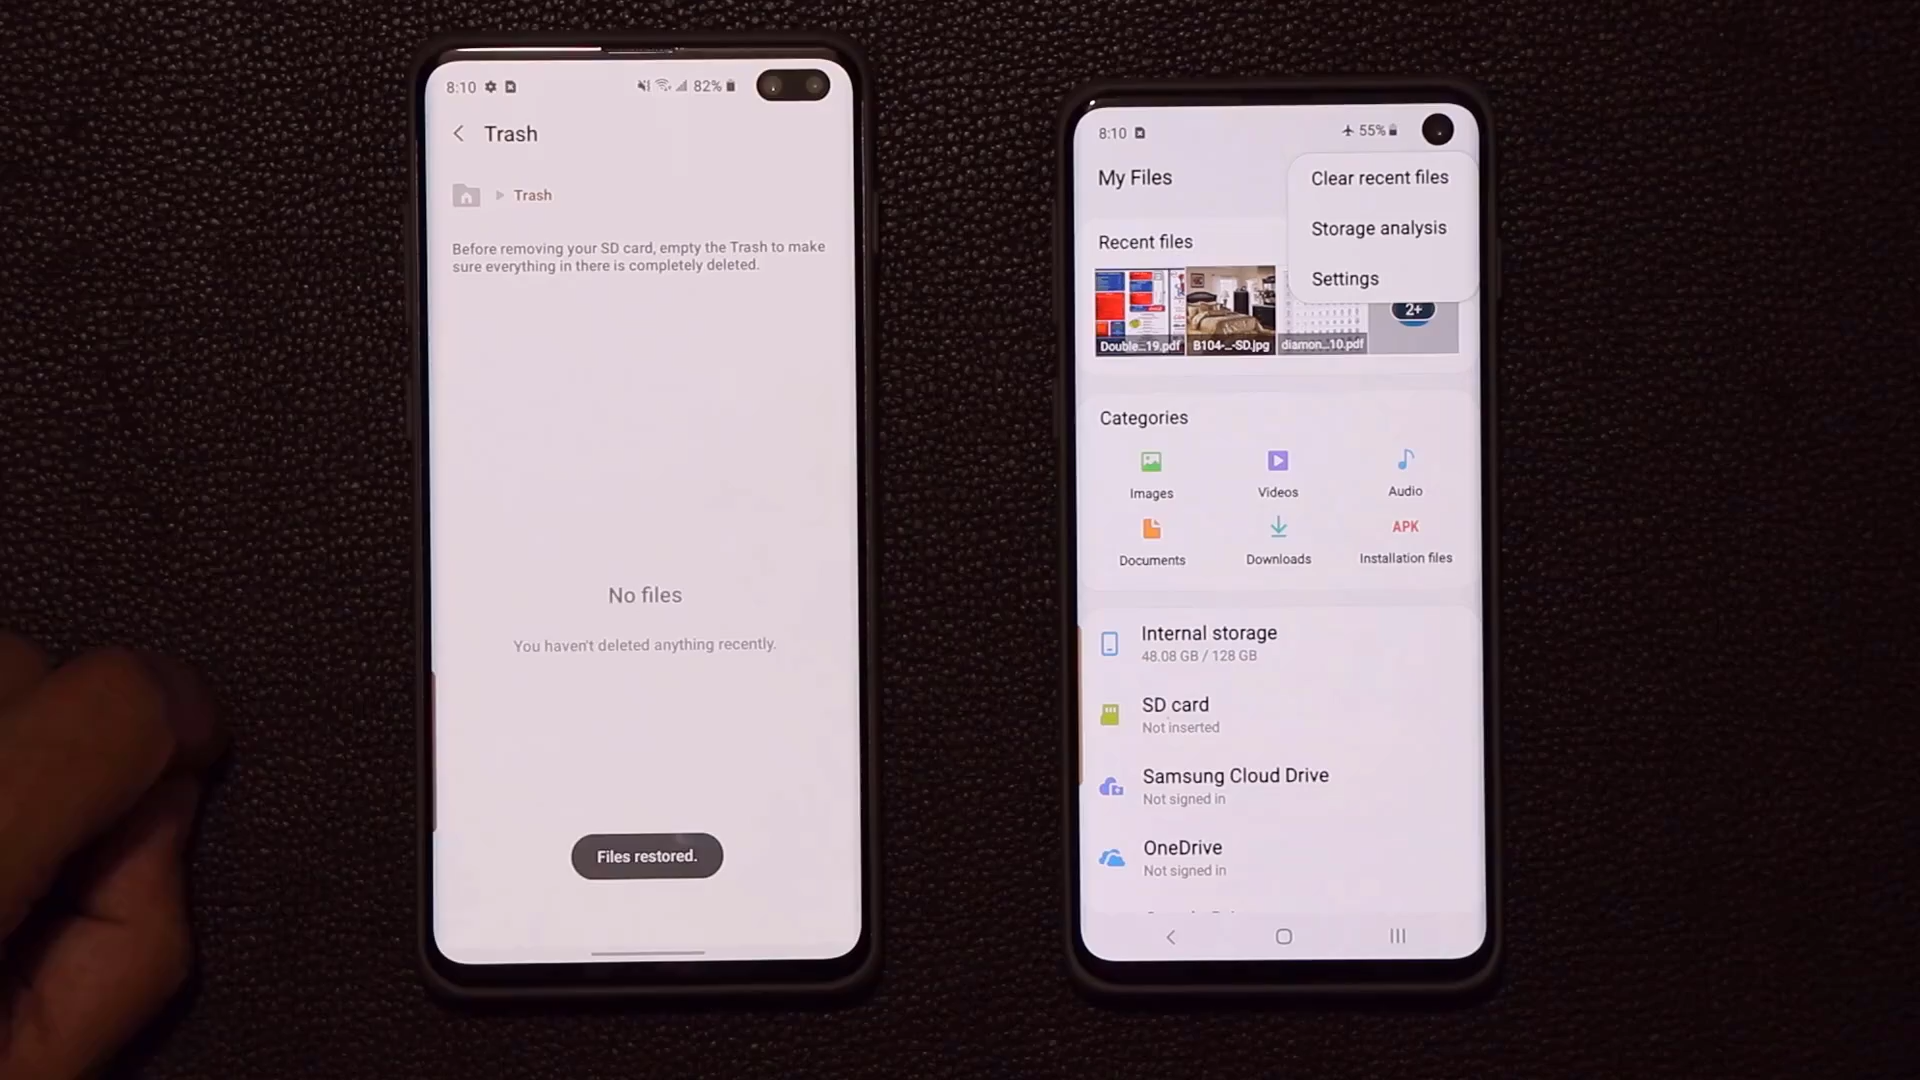 8:10
82%
Trash
Trash
Before removing your SD card, empty the Trash to make
sure everything in there is completely deleted.
No files
You haven't deleted anything recently.
Files restored.
8:10
55%
My Files
Clear recent files
Storage analysis
Settings
Recent files
Double...19.pdf
B104-...-SD.jpg
diamon...10.pdf
2+
Categories
Images
Videos
Audio
APK
Documents
Downloads
Installation files
Internal storage
48.08 GB / 128 GB
SD card
Not inserted
Samsung Cloud Drive
Not signed in
OneDrive
Not signed in